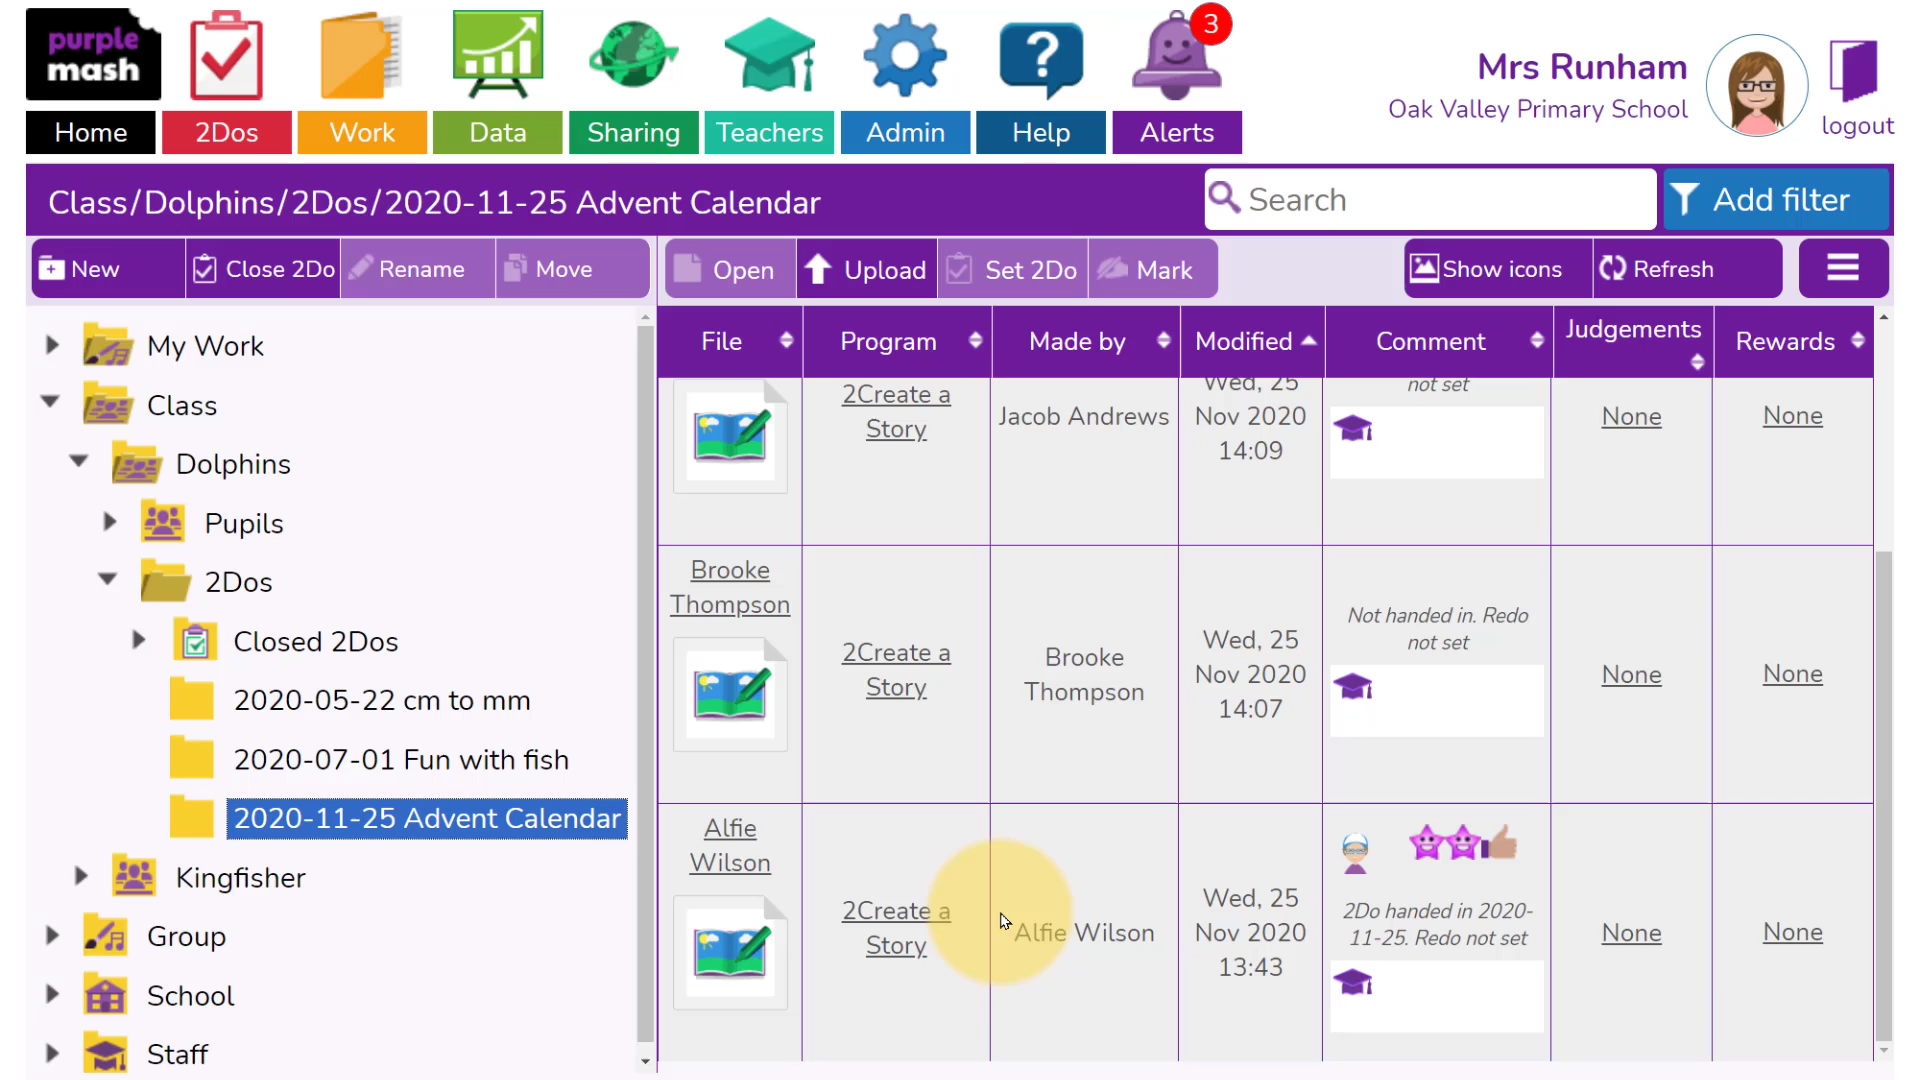 purple
mash
3
Mrs Runham
Oak Valley Primary School
logout
Home
2Dos
Work
Data
Sharing
Teachers
Admin
Help
Alerts
Class/Dolphins/2Dos/2020-11-25 Advent Calendar
Search
Add filter
New
Close 2Do
Rename
Move
Open
Upload
Set 2Do
Mark
Show icons
Refresh
My Work
Class
Dolphins
Pupils
2Dos
Closed 2Dos
2020-05-22 cm to mm
2020-07-01 Fun with fish
2020-11-25 Advent Calendar
Kingfisher
Group
School
Staff
File
Program
Made by
Modified
Comment
Judgements
Rewards
2Create a
Story
Jacob Andrews
Wed, 25
Nov 2020
14:09
not set
None
None
Brooke
Thompson
2Create a
Story
Brooke
Thompson
Wed, 25
Nov 2020
14:07
Not handed in. Redo
not set
None
None
Alfie
Wilson
2Create a
Story
Alfie Wilson
Wed, 25
Nov 2020
13:43
2Do handed in 2020-
11-25. Redo not set
None
None